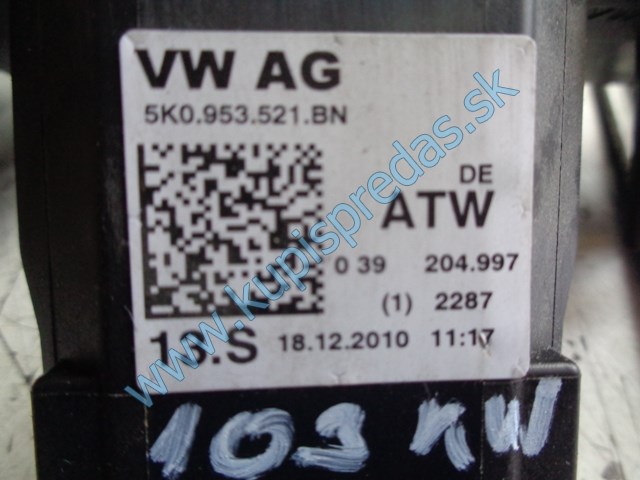 VW AG
5K0.953.521.BN
DE
ATW
0 39 204.997
(1) 2287
18.12.2010 11:17
www.kupispredas.sk
103 KW